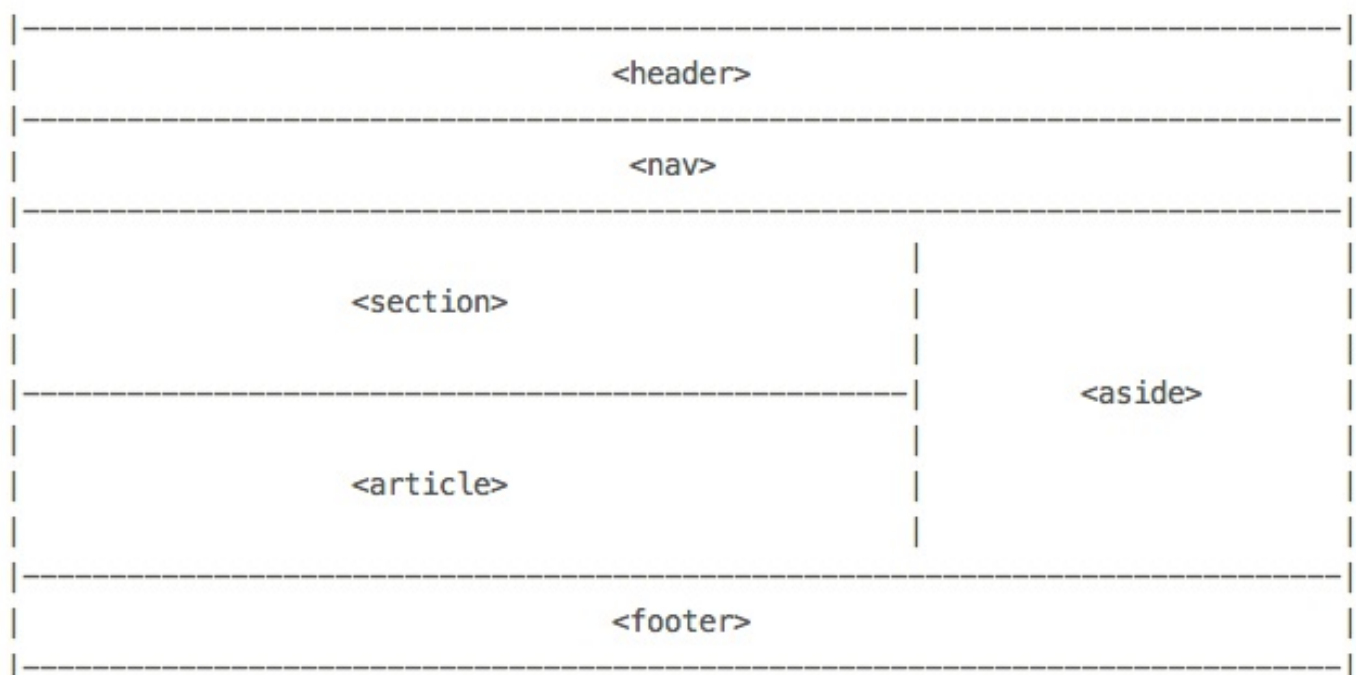 <header>
<nav>
<section>
<aside>
<article>
<footer>